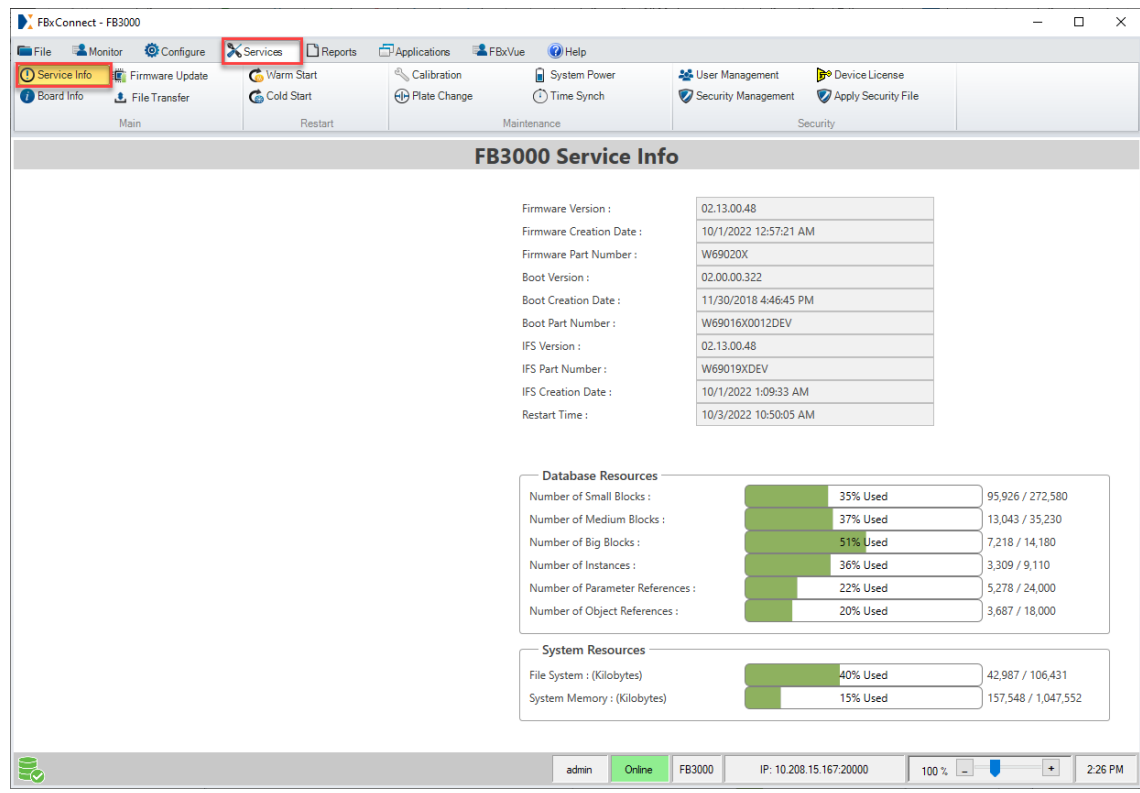 FBxConnect - FB3000
File Monitor Configure Services Reports Applications FBxVue Help
Service Info Firmware Update Warm Start Calibration System Power User Management Device License
Board Info File Transfer Cold Start Plate Change Time Synch Security Management Apply Security File
Main Restart Maintenance Security
FB3000 Service Info
Firmware Version : 02.13.00.48
Firmware Creation Date : 10/1/2022 12:57:21 AM
Firmware Part Number : W69020X
Boot Version : 02.00.00.322
Boot Creation Date : 11/30/2018 4:46:45 PM
Boot Part Number : W69016X0012DEV
IFS Version : 02.13.00.48
IFS Part Number : W69019XDEV
IFS Creation Date : 10/1/2022 1:09:33 AM
Restart Time : 10/3/2022 10:50:05 AM
Database Resources
Number of Small Blocks : 35% Used 95,926 / 272,580
Number of Medium Blocks : 37% Used 13,043 / 35,230
Number of Big Blocks : 51% Used 7,218 / 14,180
Number of Instances : 36% Used 3,309 / 9,110
Number of Parameter References : 22% Used 5,278 / 24,000
Number of Object References : 20% Used 3,687 / 18,000
System Resources
File System : (Kilobytes) 40% Used 42,987 / 106,431
System Memory : (Kilobytes) 15% Used 157,548 / 1,047,552
admin Online FB3000 IP: 10.208.15.167:20000 100 % - + 2:26 PM